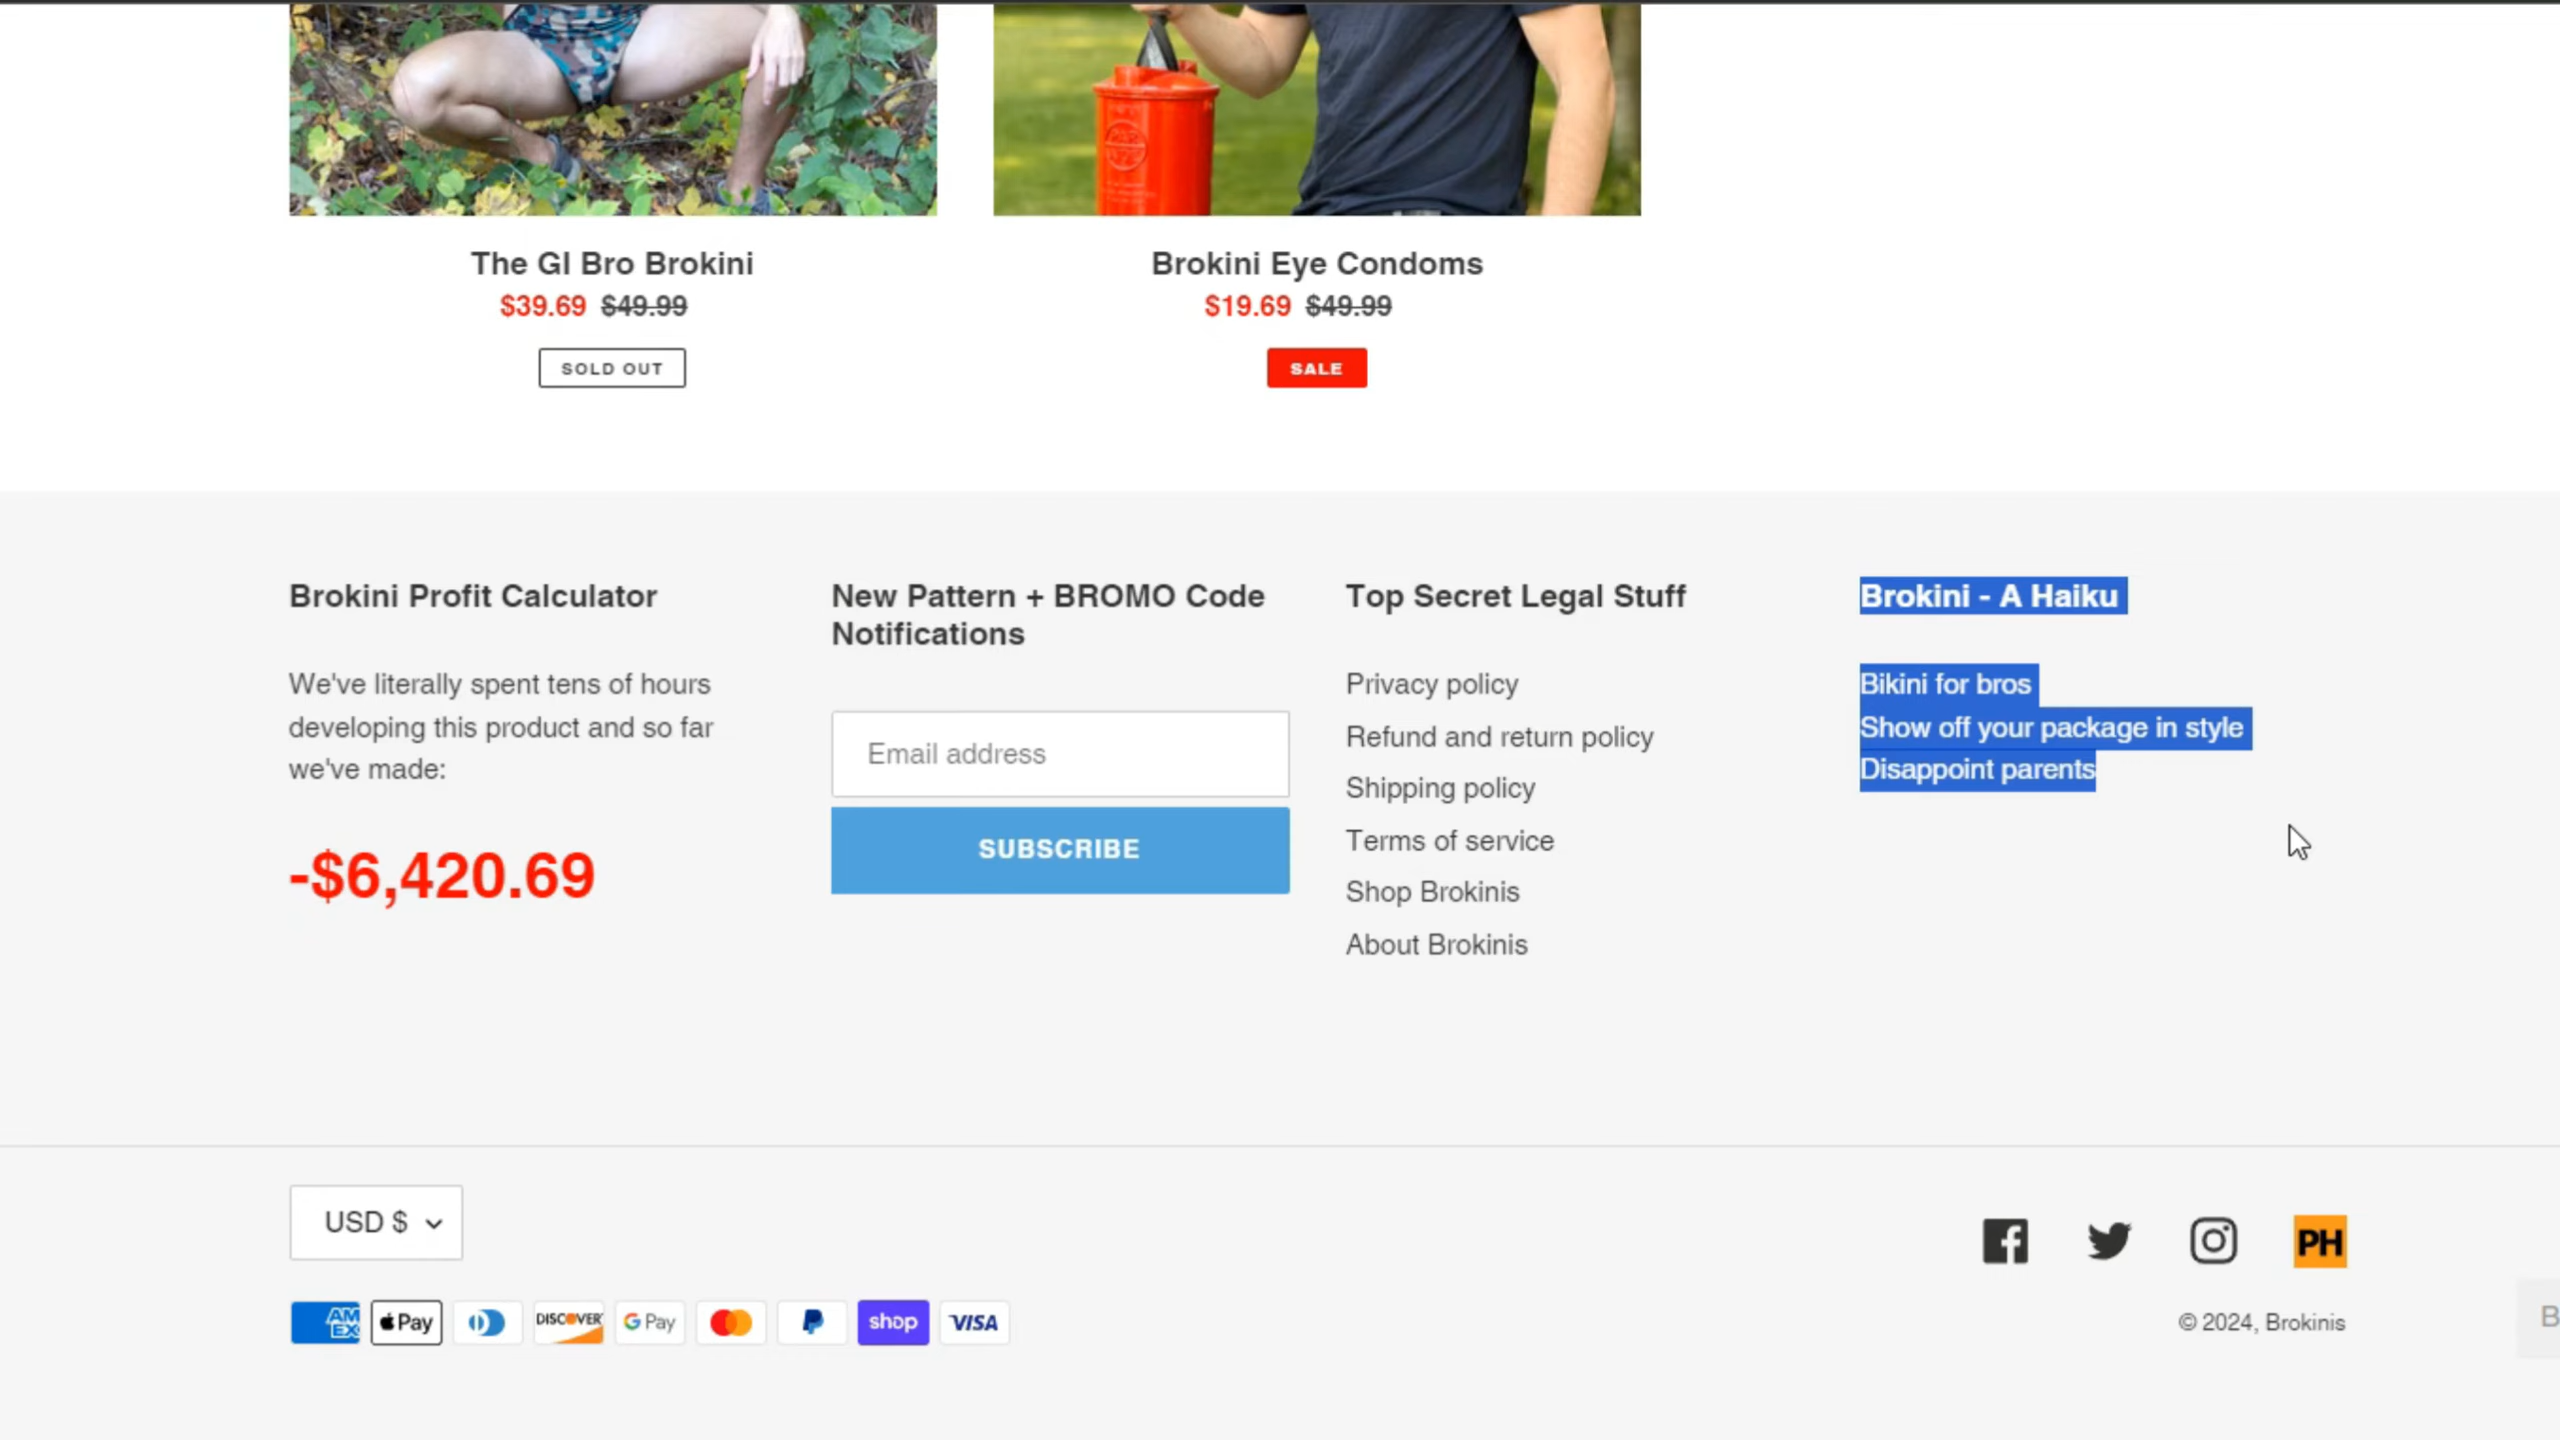 The GI Bro Brokini
$39.69 $49.99
SOLD OUT
Brokini Eye Condoms
$19.69 $49.99
SALE
Brokini Profit Calculator
We've literally spent tens of hours
developing this product and so far
we've made:
-$6,420.69
New Pattern + BROMO Code
Notifications
Email address
SUBSCRIBE
Top Secret Legal Stuff
Privacy policy
Refund and return policy
Shipping policy
Terms of service
Shop Brokinis
About Brokinis
Brokini - A Haiku
Bikini for bros
Show off your package in style
Disappoint parents
USD $
PH
AM
EX
Pay
DISCOVER
G Pay
shop
VISA
© 2024, Brokinis